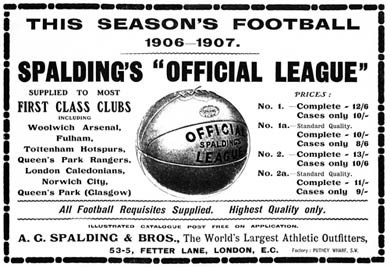 THIS SEASON'S FOOTBALL
1906-1907.
SPALDING'S "OFFICIAL LEAGUE"
SUPPLIED TO MOST
FIRST CLASS CLUBS
INCLUDING
Woolwich Arsenal,
Fulham,
Tottenham Hotspurs,
Queen's Park Rangers,
London Caledonians,
Norwich City,
Queen's Park (Glasgow)
OFFICIAL
SPALDING
LEAGUE
PRICES:
No. 1. — Complete - 12/6
Cases only 10/-
No. 1a. — Standard Quality.
Complete - 10/-
Cases only 8/6
No. 2. — Complete - 13/-
Cases only 10/6
No. 2a. — Standard Quality.
Complete - 11/-
Cases only 9/-
All Football Requisites Supplied. Highest Quality only.
ILLUSTRATED CATALOGUE POST FREE ON APPLICATION.
A. G. SPALDING & BROS., The World's Largest Athletic Outfitters,
53-5, FETTER LANE, LONDON, E.C. Factory: PUTNEY WHARF, S.W.